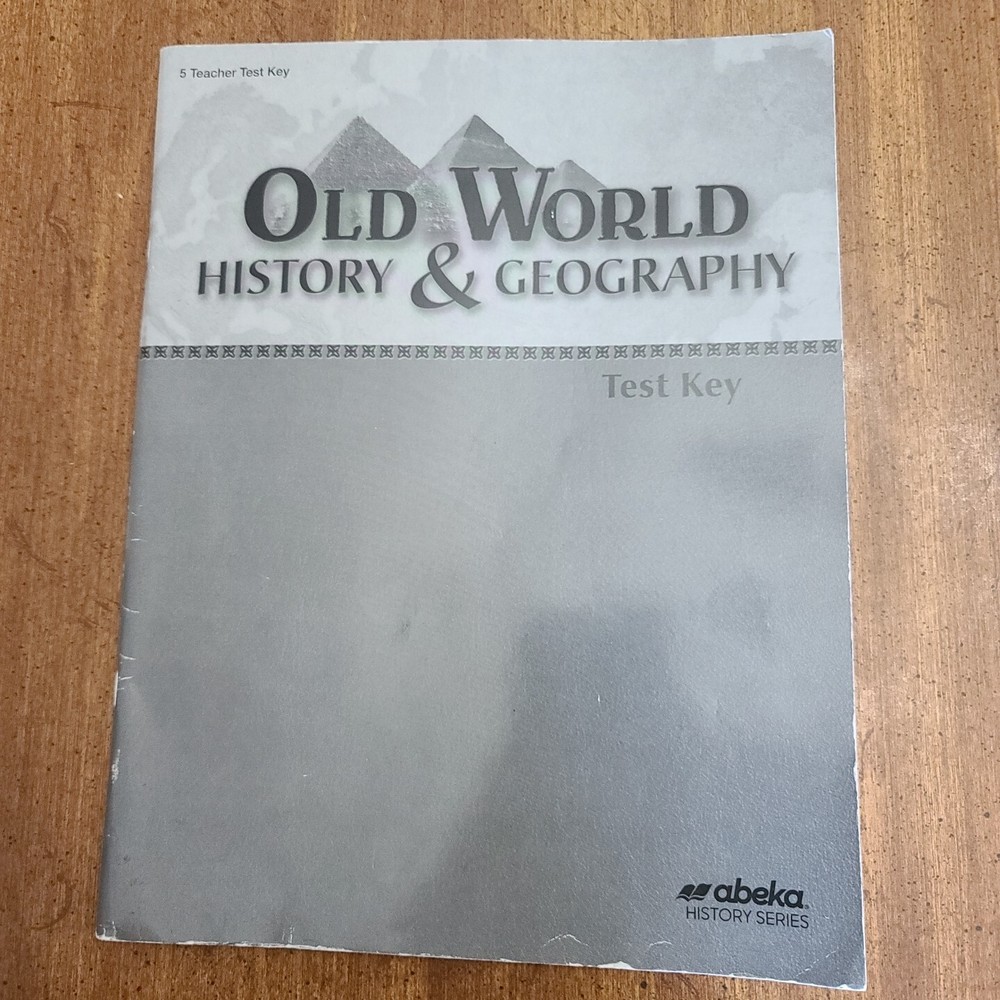 5 Teacher Test Key
OLD WORLD
HISTORY & GEOGRAPHY
Test Key
abeka
HISTORY SERIES